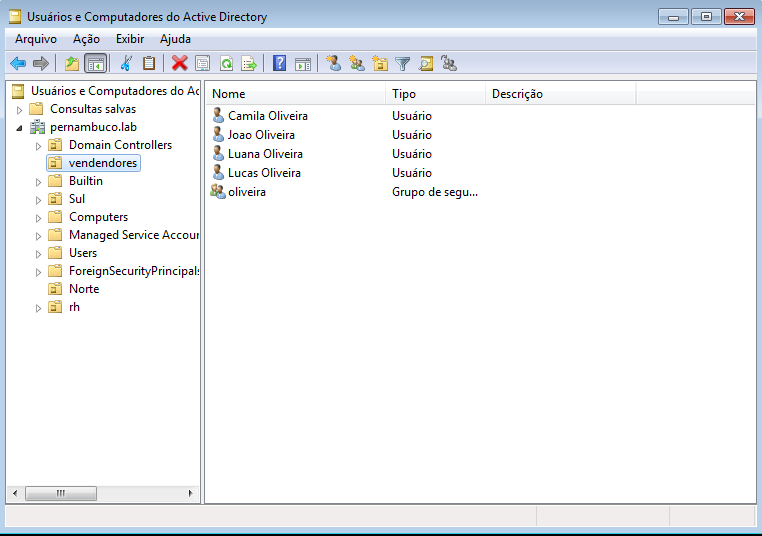 Usuários e Computadores do Active Directory
Arquivo Ação Exibir Ajuda
Usuários e Computadores do Ac
Consultas salvas
pernambuco.lab
Domain Controllers
vendendores
Builtin
Sul
Computers
Managed Service Accour
Users
ForeignSecurityPrincipals
Norte
rh
Nome Tipo Descrição
Camila Oliveira Usuário
Joao Oliveira Usuário
Luana Oliveira Usuário
Lucas Oliveira Usuário
oliveira Grupo de segu...